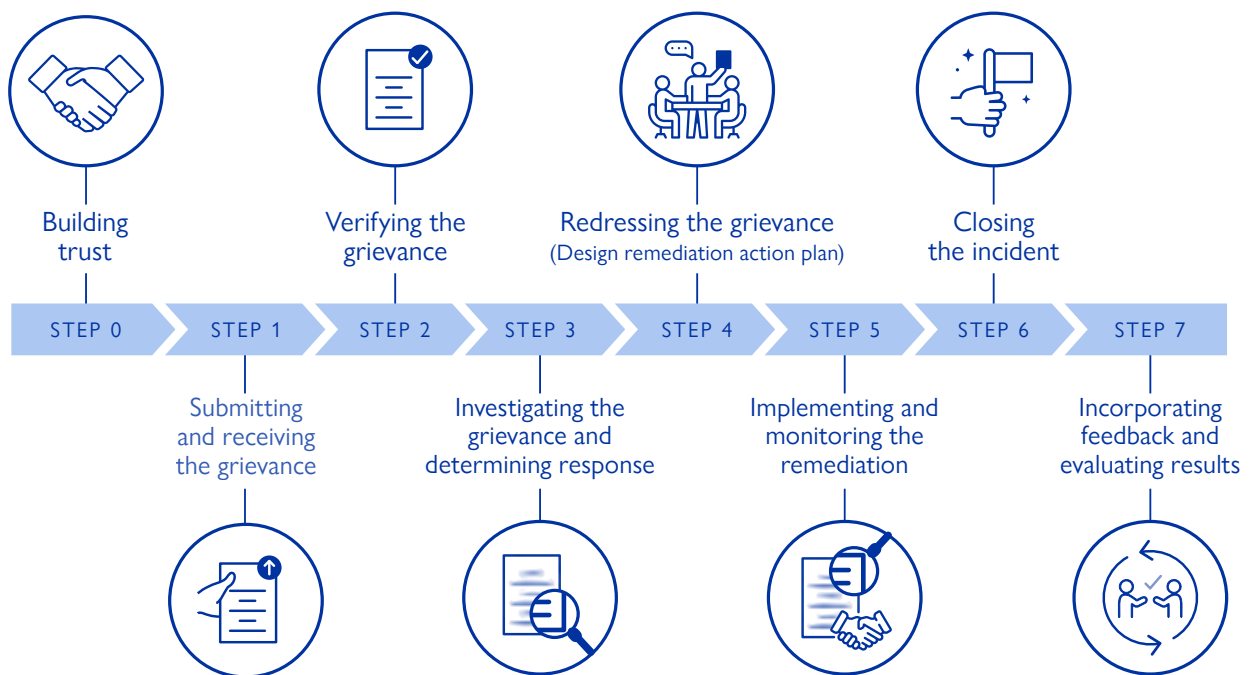 Building
trust
Verifying the
grievance
Redressing the grievance
(Design remediation action plan)
Closing
the incident
STEP 0
STEP 1
STEP 2
STEP 3
STEP 4
STEP 5
STEP 6
STEP 7
Submitting
and receiving
the grievance
Investigating the
grievance and
determining response
Implementing and
monitoring the
remediation
Incorporating
feedback and
evaluating results